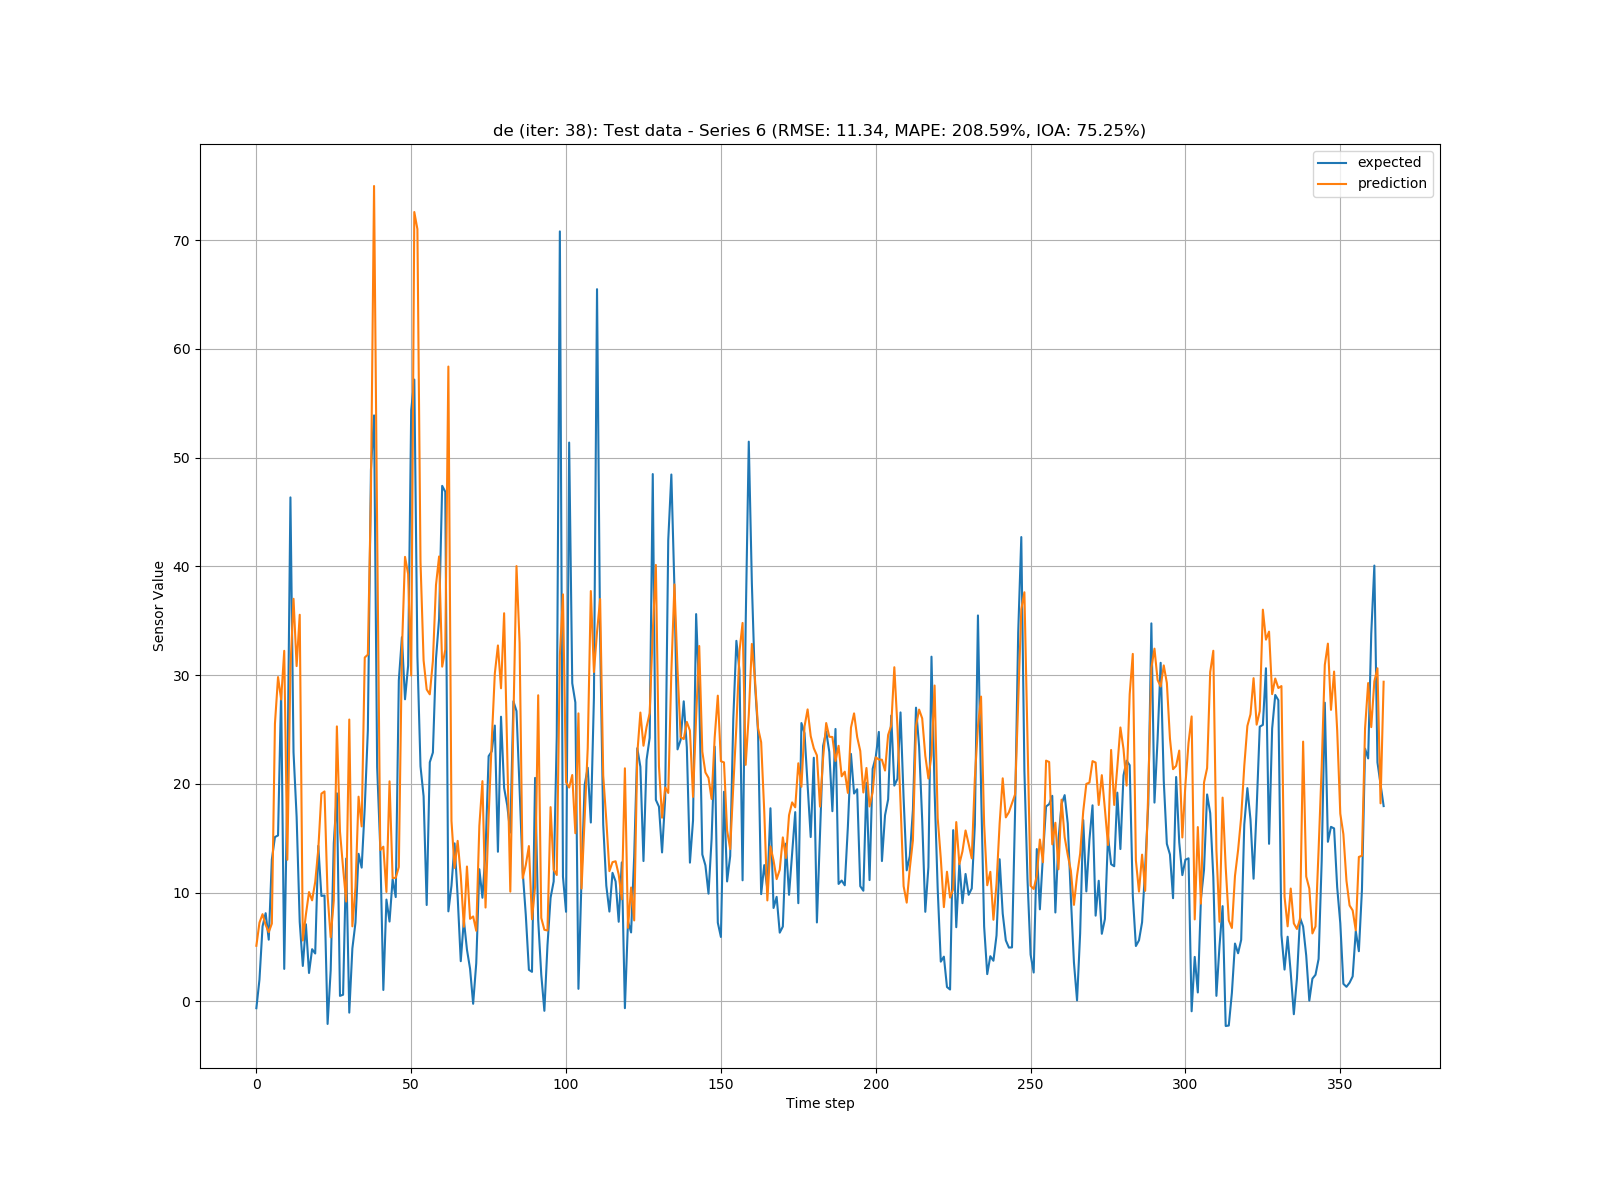 de (iter: 38): Test data - Series 6 (RMSE: 11.34, MAPE: 208.59%, IOA: 75.25%)
expected
prediction
70
60
50
40
30
20
10
0
Sensor Value
0 50 100 150 200 250 300 350
Time step